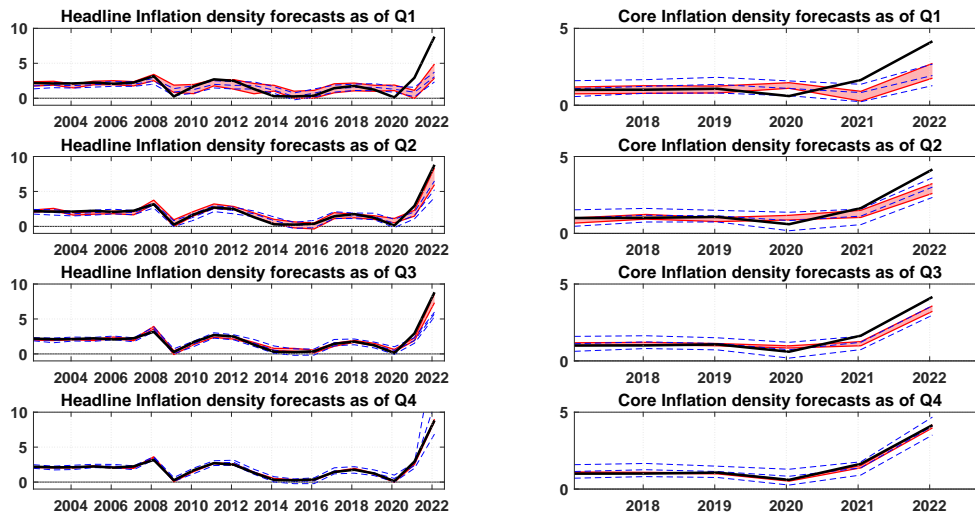 Headline Inflation density forecasts as of Q1
10
5
0
2004 2006 2008 2010 2012 2014 2016 2018 2020 2022
Core Inflation density forecasts as of Q1
5
0
2018 2019 2020 2021 2022
Headline Inflation density forecasts as of Q2
10
5
0
2004 2006 2008 2010 2012 2014 2016 2018 2020 2022
Core Inflation density forecasts as of Q2
5
0
2018 2019 2020 2021 2022
Headline Inflation density forecasts as of Q3
10
5
0
2004 2006 2008 2010 2012 2014 2016 2018 2020 2022
Core Inflation density forecasts as of Q3
5
0
2018 2019 2020 2021 2022
Headline Inflation density forecasts as of Q4
10
5
0
2004 2006 2008 2010 2012 2014 2016 2018 2020 2022
Core Inflation density forecasts as of Q4
5
0
2018 2019 2020 2021 2022